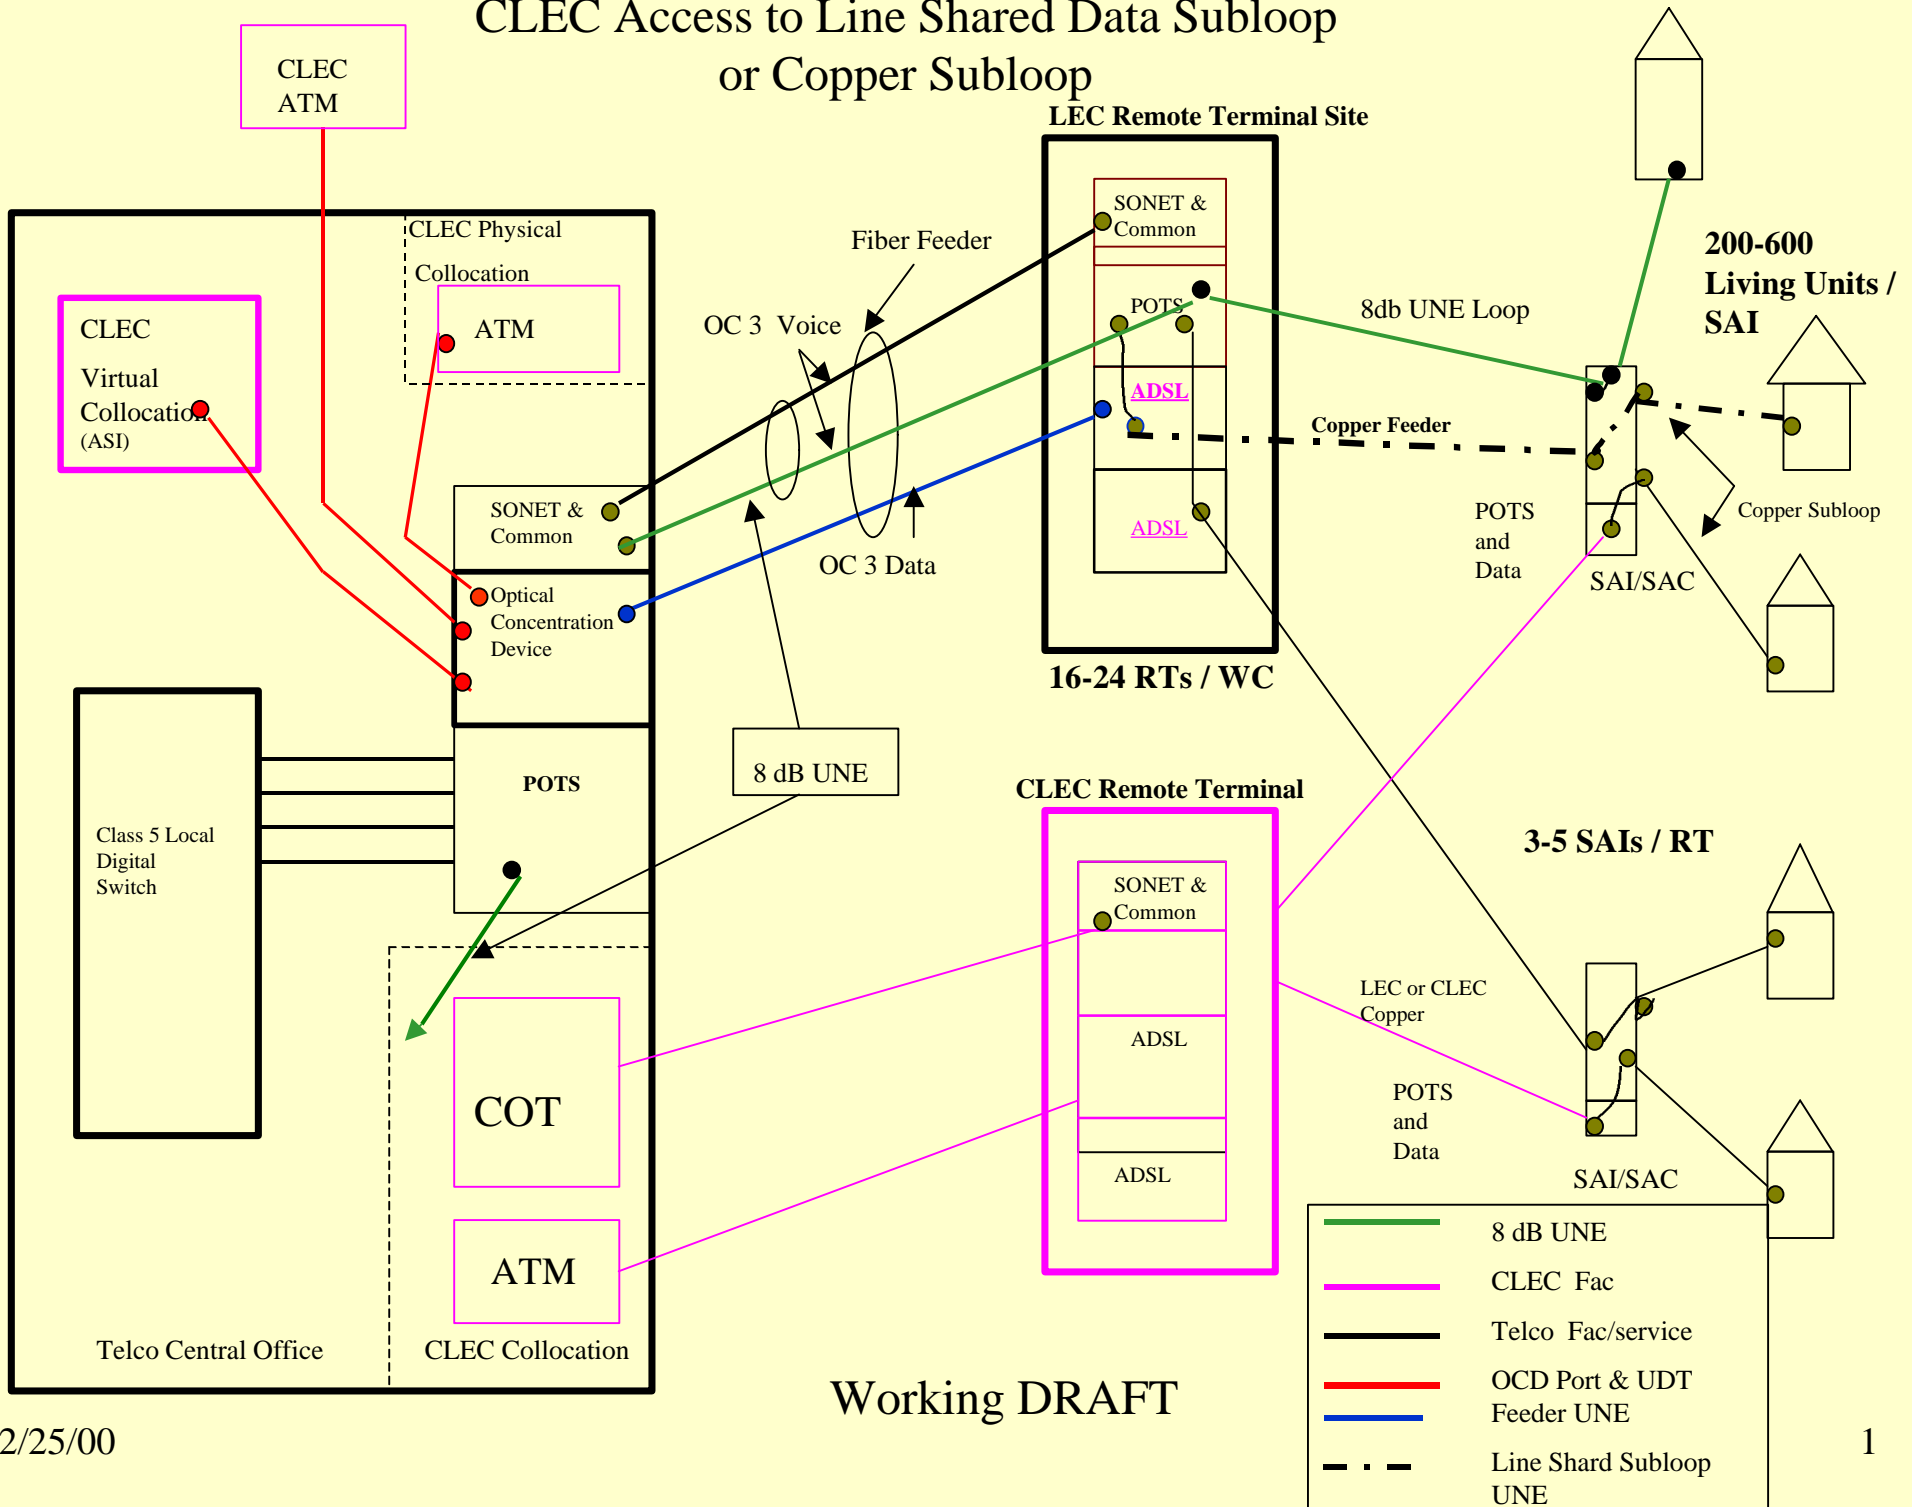 CLEC Access to Line Shared Data Subloop
or Copper Subloop
CLEC
ATM
LEC Remote Terminal Site
CLEC Physical
Collocation
ATM
CLEC
Virtual
Collocation
(ASI)
Fiber Feeder
OC 3 Voice
SONET &
Common
POTS
ADSL
ADSL
8db UNE Loop
200-600
Living Units /
SAI
Copper Feeder
POTS
and
Data
Copper Subloop
SAI/SAC
SONET &
Common
OC 3 Data
Optical
Concentration
Device
16-24 RTs / WC
8 dB UNE
POTS
Class 5 Local
Digital
Switch
CLEC Remote Terminal
3-5 SAIs / RT
SONET &
Common
ADSL
ADSL
LEC or CLEC
Copper
POTS
and
Data
SAI/SAC
COT
ATM
Telco Central Office
CLEC Collocation
8 dB UNE
CLEC Fac
Telco Fac/service
OCD Port & UDT
Feeder UNE
Line Shard Subloop
UNE
Working DRAFT
2/25/00
1